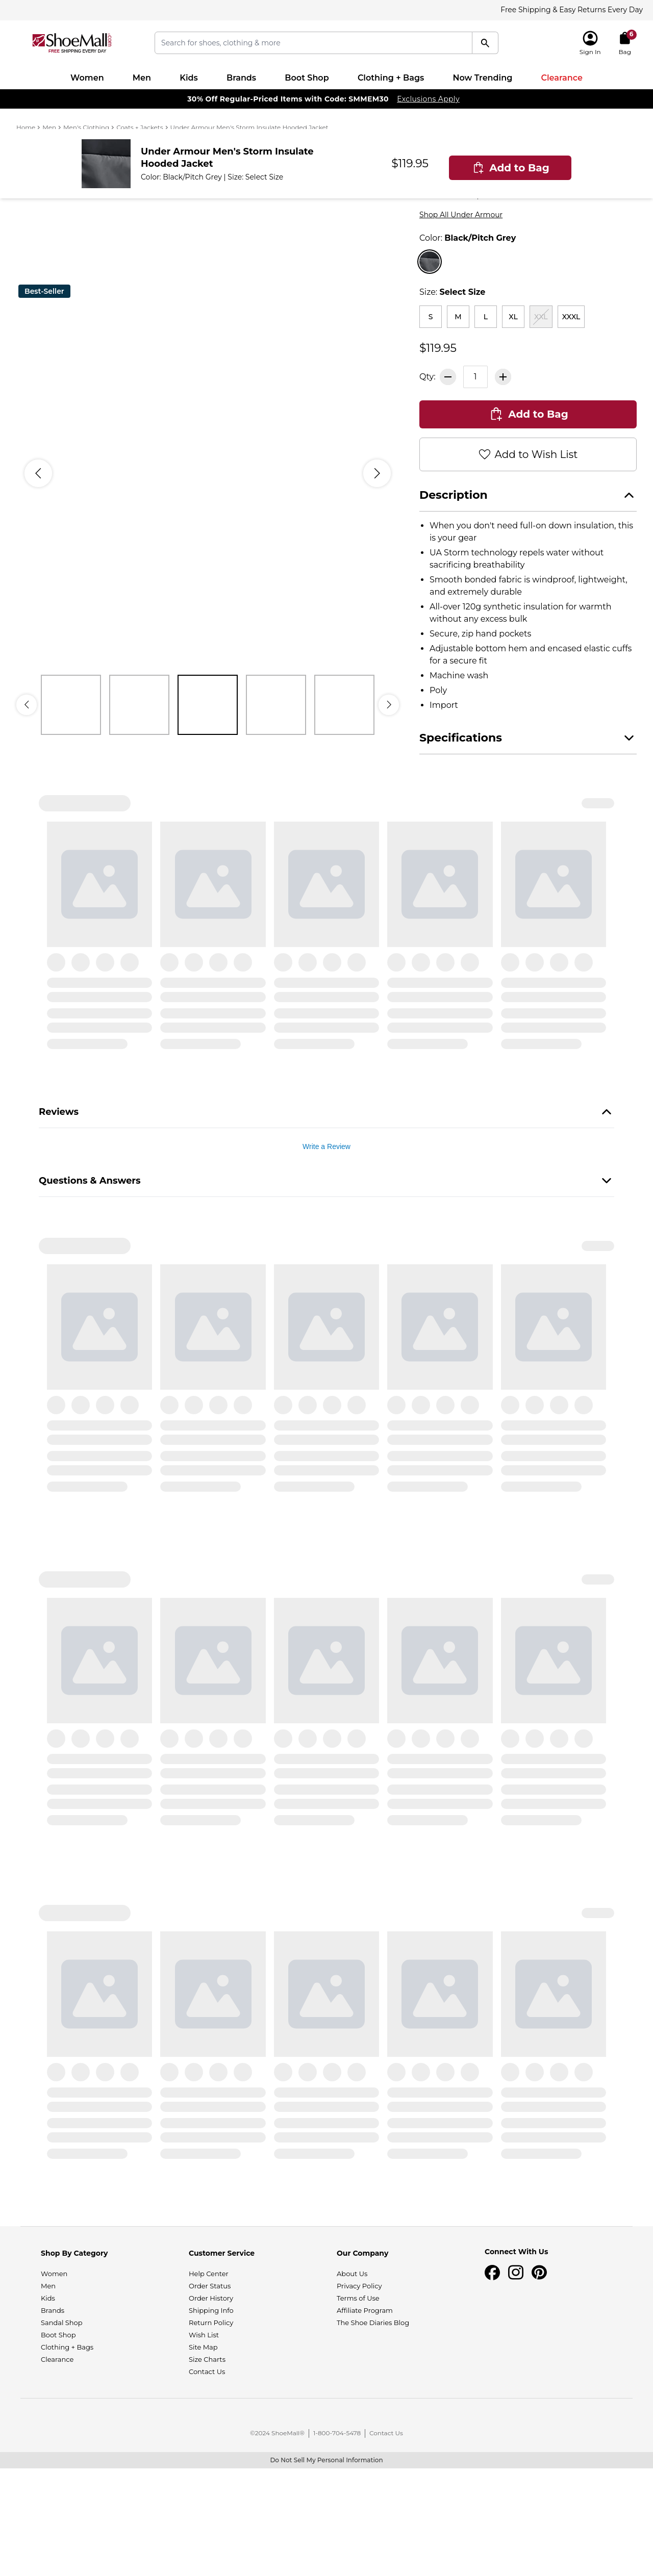 Free Shipping & Easy Returns Every Day
ShoeMall.com
FREE SHIPPING EVERY DAY
Search for shoes, clothing & more
Sign In
6
Bag
Women Men Kids Brands Boot Shop Clothing + Bags Now Trending Clearance
30% Off Regular-Priced Items with Code: SMMEM30 Exclusions Apply
Home > Men > Men's Clothing > Coats + Jackets > Under Armour Men's Storm Insulate Hooded Jacket
Under Armour Men's Storm Insulate
Hooded Jacket
Color: Black/Pitch Grey | Size: Select Size
$119.95
Add to Bag
Shop All Under Armour
Color: Black/Pitch Grey
Best-Seller
Size: Select Size
S M L XL XXL XXXL
$119.95
Qty: 1
Add to Bag
Add to Wish List
Description
When you don't need full-on down insulation, this
is your gear
UA Storm technology repels water without
sacrificing breathability
Smooth bonded fabric is windproof, lightweight,
and extremely durable
All-over 120g synthetic insulation for warmth
without any excess bulk
Secure, zip hand pockets
Adjustable bottom hem and encased elastic cuffs
for a secure fit
Machine wash
Poly
Import
Specifications
Reviews
Write a Review
Questions & Answers
Shop By Category
Women
Men
Kids
Brands
Sandal Shop
Boot Shop
Clothing + Bags
Clearance
Customer Service
Help Center
Order Status
Order History
Shipping Info
Return Policy
Wish List
Site Map
Size Charts
Contact Us
Our Company
About Us
Privacy Policy
Terms of Use
Affiliate Program
The Shoe Diaries Blog
Connect With Us
©2024 ShoeMall® | 1-800-704-5478 | Contact Us
Do Not Sell My Personal Information